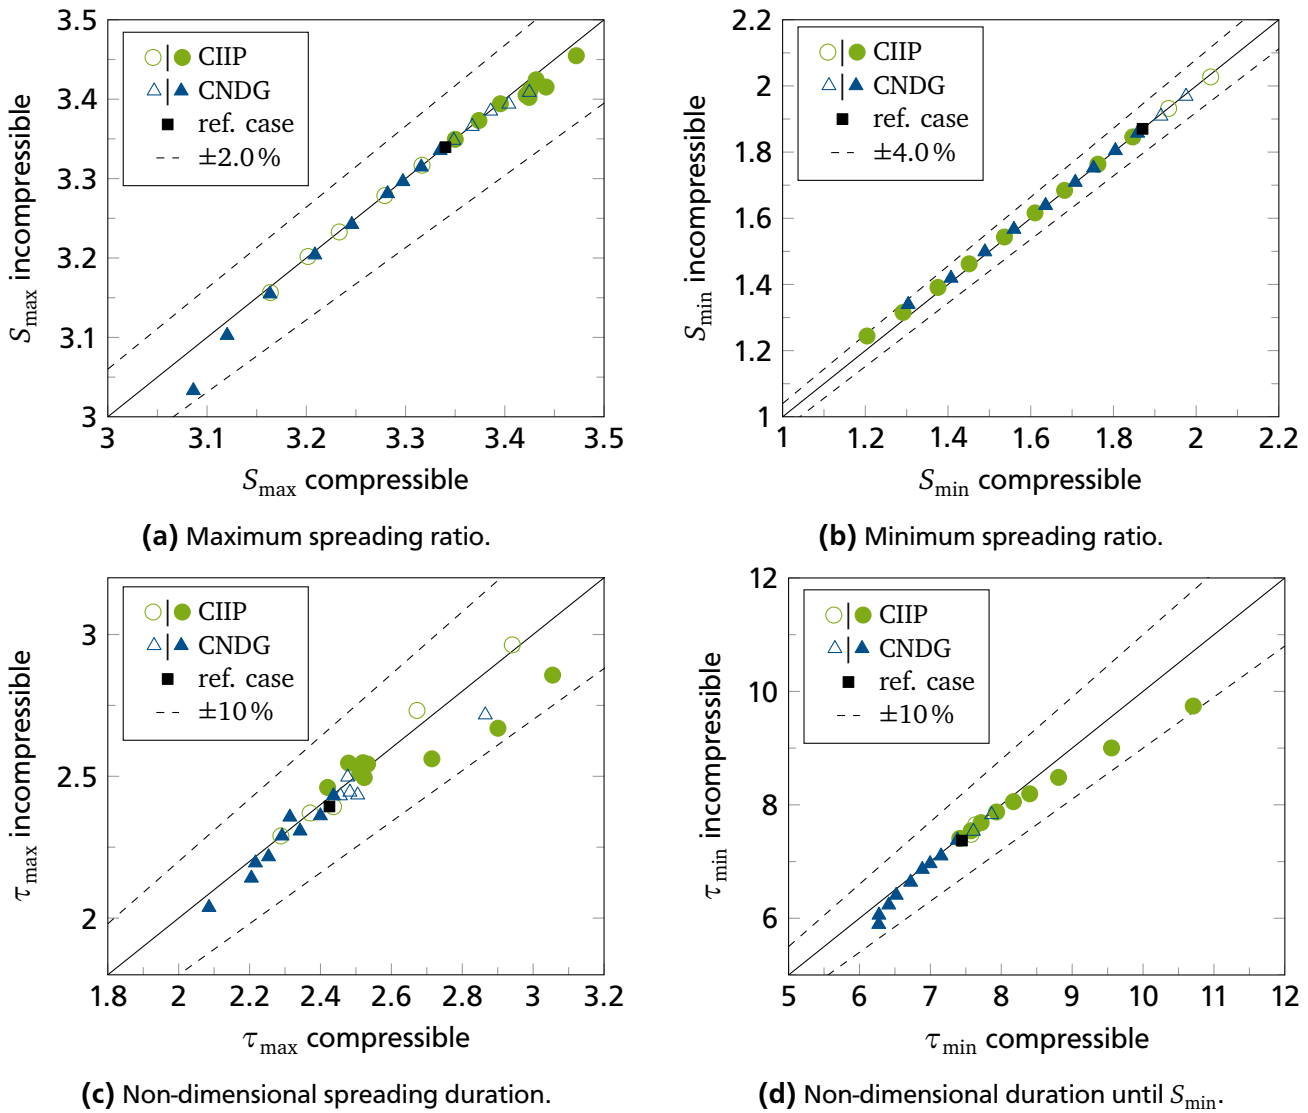 3.5
3.4
3.3
3.2
3.1
3
S_max incompressible
CIIP
CNDG
ref. case
±2.0 %
3 3.1 3.2 3.3 3.4 3.5
S_max compressible
(a) Maximum spreading ratio.
2.2
2
1.8
1.6
1.4
1.2
1
S_min incompressible
CIIP
CNDG
ref. case
±4.0 %
1 1.2 1.4 1.6 1.8 2 2.2
S_min compressible
(b) Minimum spreading ratio.
3
2.5
2
τ_max incompressible
CIIP
CNDG
ref. case
±10 %
1.8 2 2.2 2.4 2.6 2.8 3 3.2
τ_max compressible
(c) Non-dimensional spreading duration.
12
10
8
6
τ_min incompressible
CIIP
CNDG
ref. case
±10 %
5 6 7 8 9 10 11 12
τ_min compressible
(d) Non-dimensional duration until S_min.